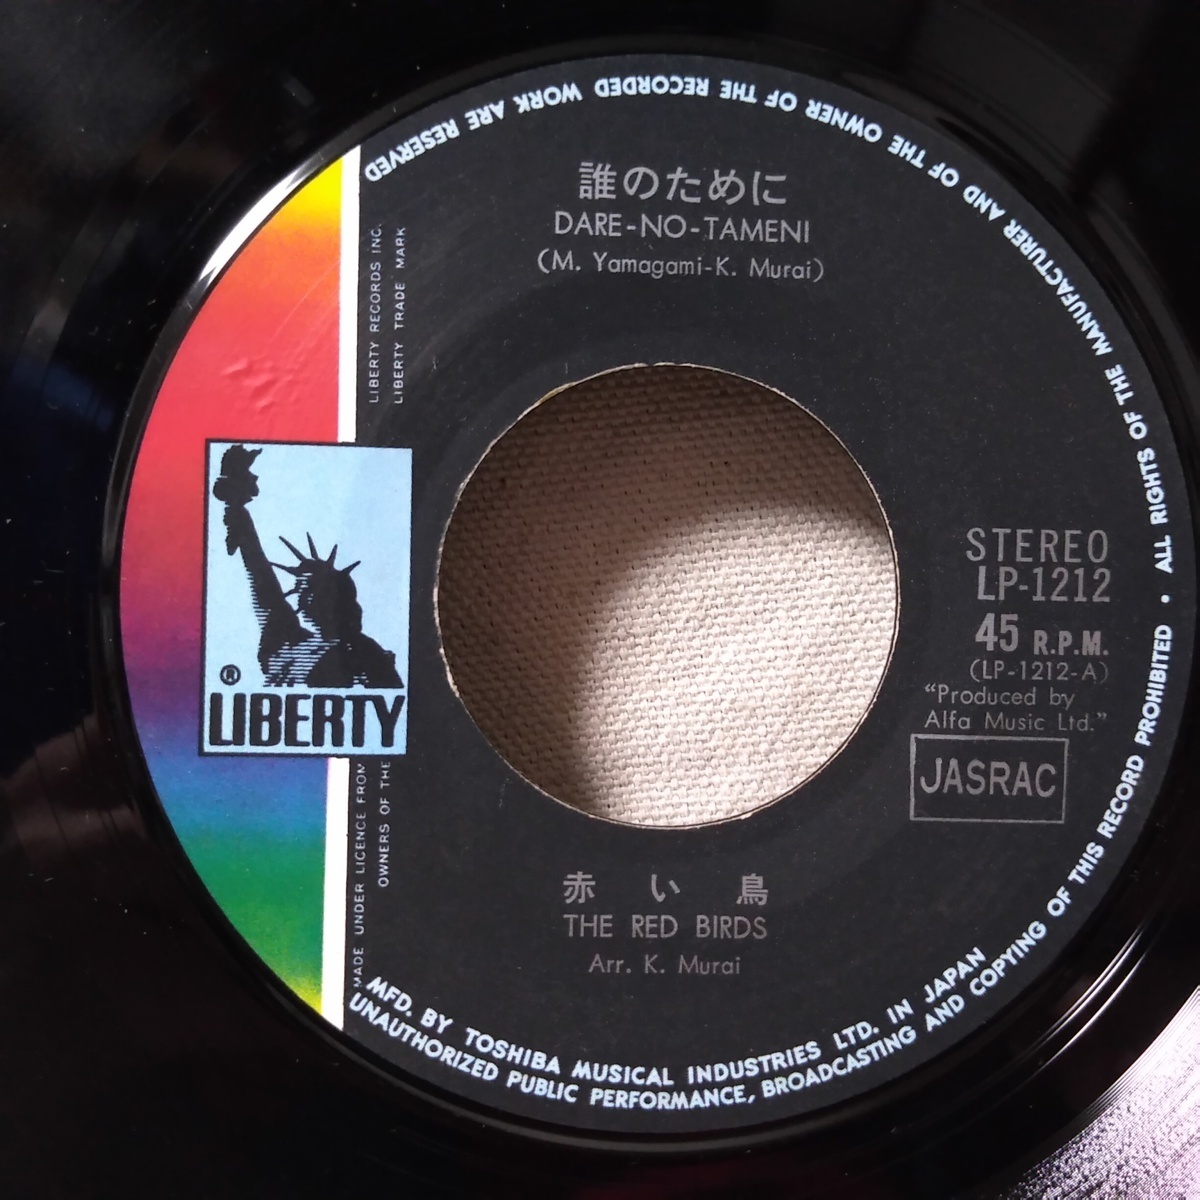 誰のために
DARE-NO-TAMENI
(M. Yamagami-K. Murai)
LIBERTY RECORDS INC.
LIBERTY TRADE MARK
®
LIBERTY
MADE UNDER LICENCE FROM
OWNERS OF THE
STEREO
LP-1212
45 R.P.M.
(LP-1212-A)
“Produced by
Alfa Music Ltd.”
JASRAC
赤い鳥
THE RED BIRDS
Arr. K. Murai
MFD. BY TOSHIBA MUSICAL INDUSTRIES LTD. IN JAPAN
UNAUTHORIZED PUBLIC PERFORMANCE, BROADCASTING AND COPYING OF THIS RECORD PROHIBITED • ALL RIGHTS OF THE MANUFACTURER AND OF THE OWNER OF THE RECORDED WORK ARE RESERVED